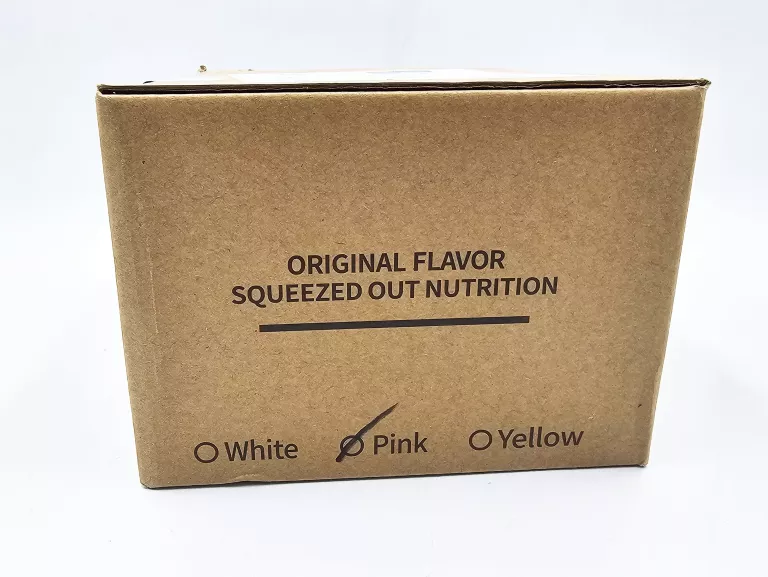 ORIGINAL FLAVOR
SQUEEZED OUT NUTRITION
White Pink Yellow